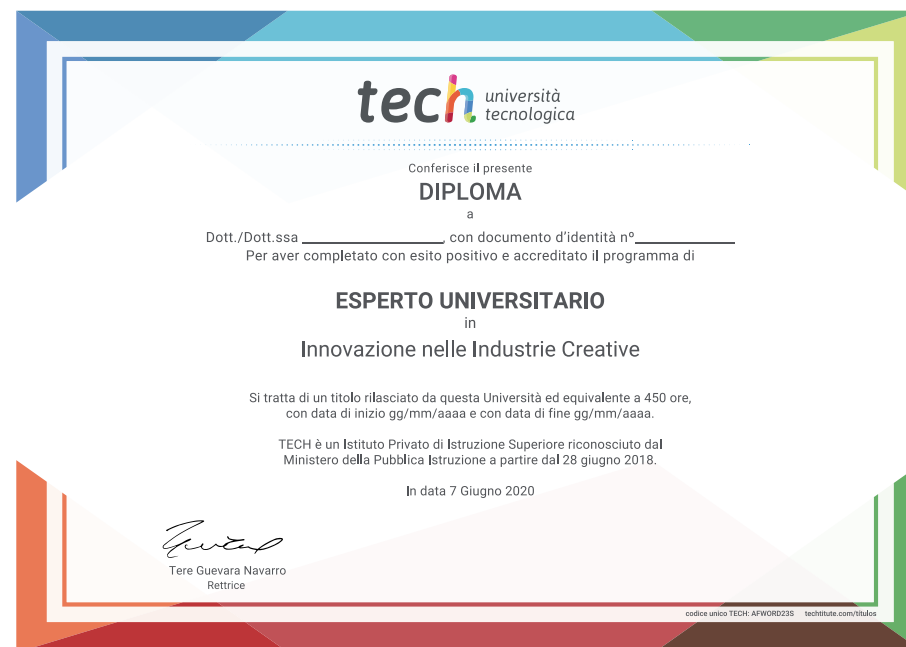 tech università
tecnologica
Conferisce il presente
DIPLOMA
a
Dott./Dott.ssa ____________________, con documento d'identità nº______________
Per aver completato con esito positivo e accreditato il programma di
ESPERTO UNIVERSITARIO
in
Innovazione nelle Industrie Creative
Si tratta di un titolo rilasciato da questa Università ed equivalente a 450 ore,
con data di inizio gg/mm/aaaa e con data di fine gg/mm/aaaa.
TECH è un Istituto Privato di Istruzione Superiore riconosciuto dal
Ministero della Pubblica Istruzione a partire dal 28 giugno 2018.
In data 7 Giugno 2020
Tere Guevara Navarro
Rettrice
codice unico TECH: AFWORD23S techtitute.com/títulos